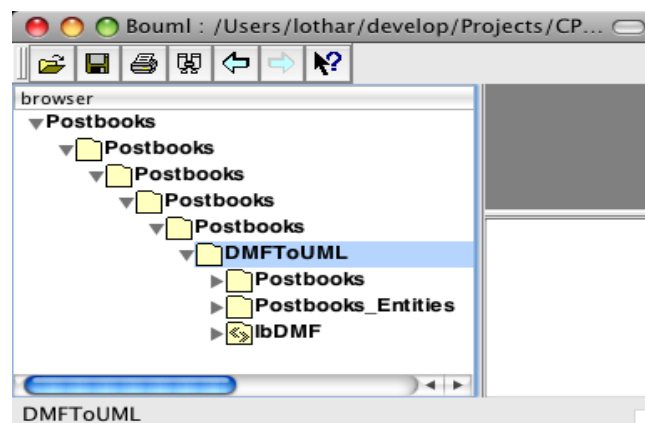 Bouml : /Users/lothar/develop/Projects/CP...
browser
Postbooks
Postbooks
Postbooks
Postbooks
Postbooks
DMFToUML
Postbooks
Postbooks_Entities
lbDMF
DMFToUML